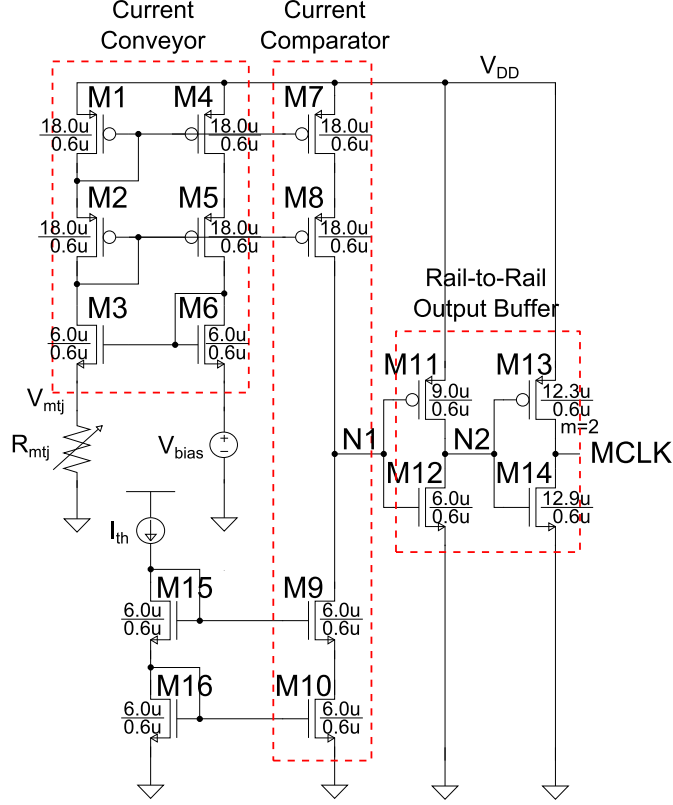 Current
Conveyor
Current
Comparator
V_DD
M1
M4
M7
18.0u
0.6u
18.0u
0.6u
18.0u
0.6u
M2
M5
M8
18.0u
0.6u
18.0u
0.6u
18.0u
0.6u
Rail-to-Rail
Output Buffer
M3
M6
6.0u
0.6u
6.0u
0.6u
M11
M13
9.0u
0.6u
12.3u
0.6u
m=2
V_mtj
R_mtj
V_bias
N1
N2
MCLK
M12
M14
6.0u
0.6u
12.9u
0.6u
I_th
M15
M9
6.0u
0.6u
6.0u
0.6u
M16
M10
6.0u
0.6u
6.0u
0.6u